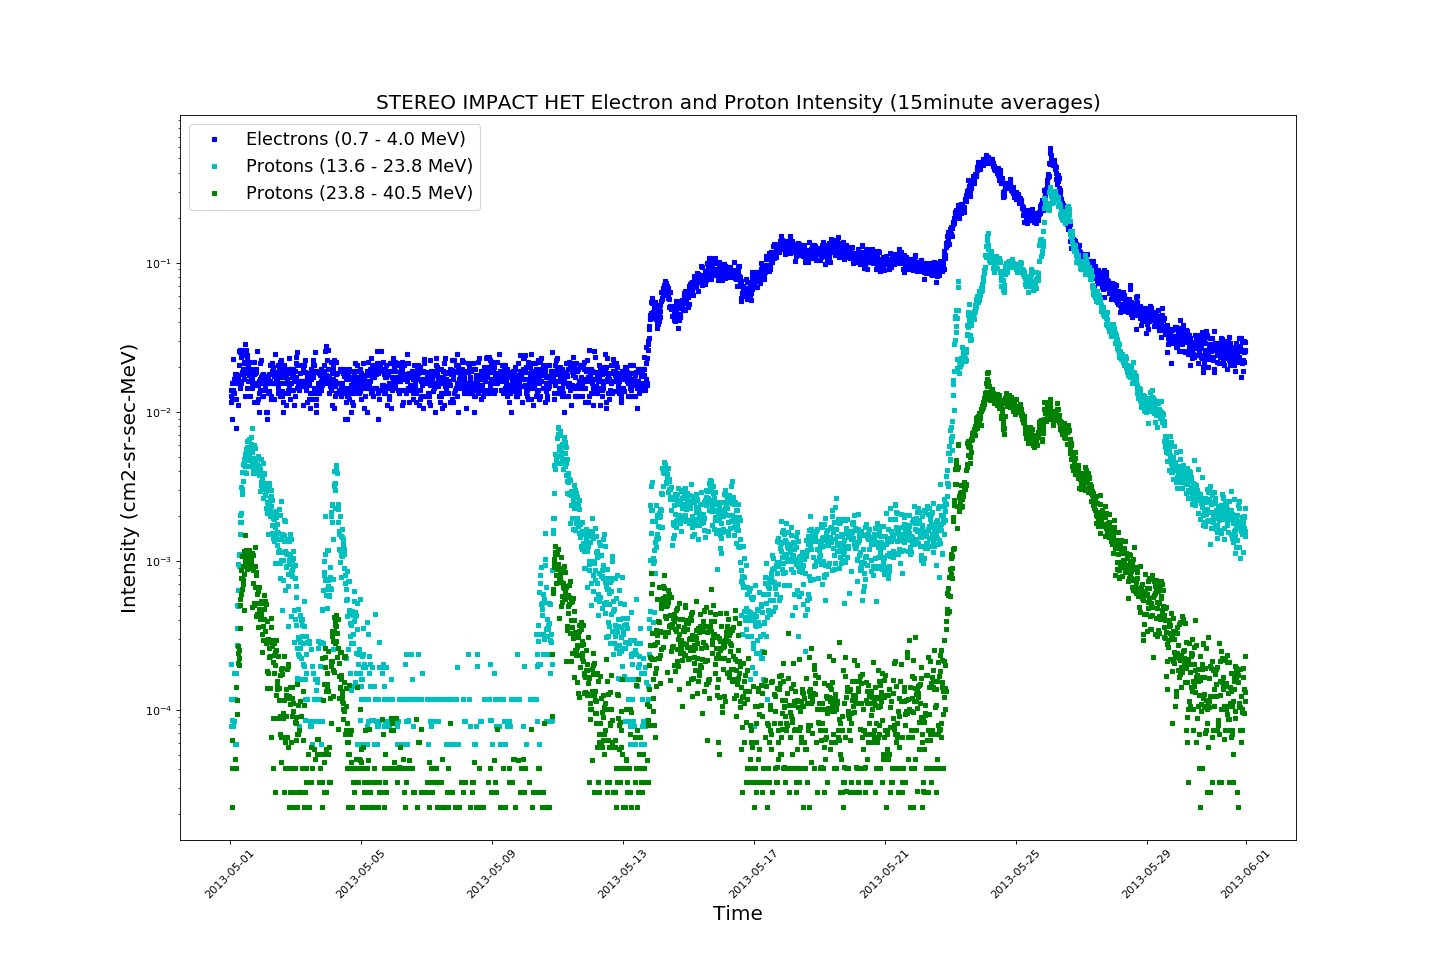 STEREO IMPACT HET Electron and Proton Intensity (15minute averages)
Electrons (0.7 - 4.0 MeV)
Protons (13.6 - 23.8 MeV)
Protons (23.8 - 40.5 MeV)
Intensity (cm2-sr-sec-MeV)
10⁻¹
10⁻²
10⁻³
10⁻⁴
2013-05-01
2013-05-05
2013-05-09
2013-05-13
2013-05-17
2013-05-21
2013-05-25
2013-05-29
2013-06-01
Time